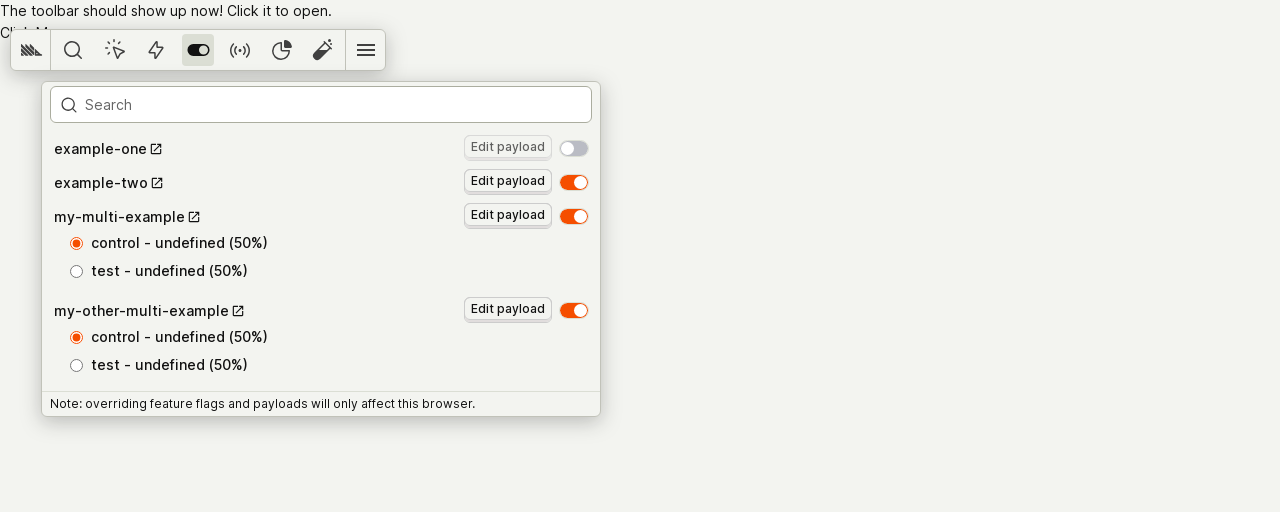 The toolbar should show up now! Click it to open.
Search
example-one
Edit payload
example-two
Edit payload
my-multi-example
Edit payload
control - undefined (50%)
test - undefined (50%)
my-other-multi-example
Edit payload
control - undefined (50%)
test - undefined (50%)
Note: overriding feature flags and payloads will only affect this browser.